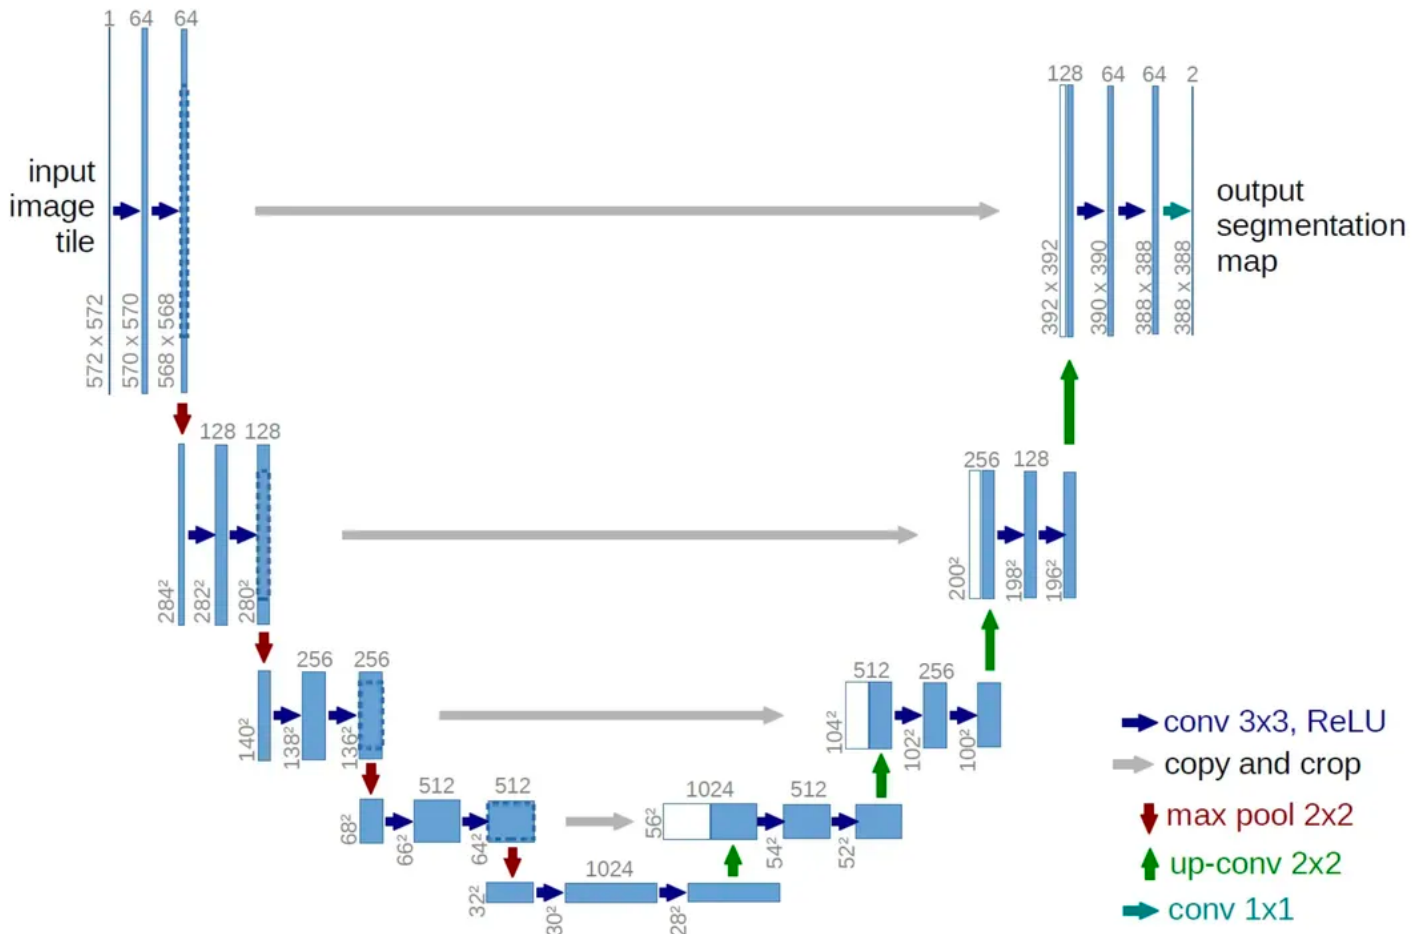 1 64 64
128 64 64 2
input
image
tile
output
segmentation
map
572 x 572
570 x 570
568 x 568
392 x 392
390 x 390
388 x 388
388 x 388
128 128
256 128
284²
282²
280²
200²
198²
196²
256 256
512 256
140²
138²
136²
104²
102²
100²
512 512
1024 512
68²
66²
64²
56²
54²
52²
1024
32²
30²
28²
conv 3x3, ReLU
copy and crop
max pool 2x2
up-conv 2x2
conv 1x1